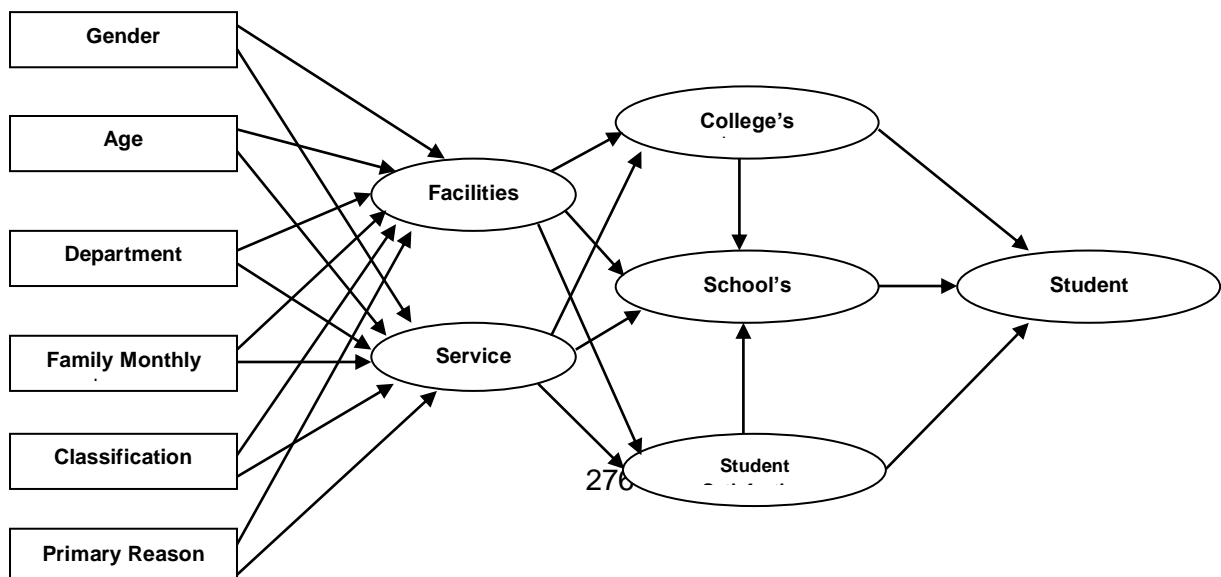 Gender
College's
Age
Facilities
Department
School's
Student
Family Monthly
Service
Classification
Student
276
Primary Reason